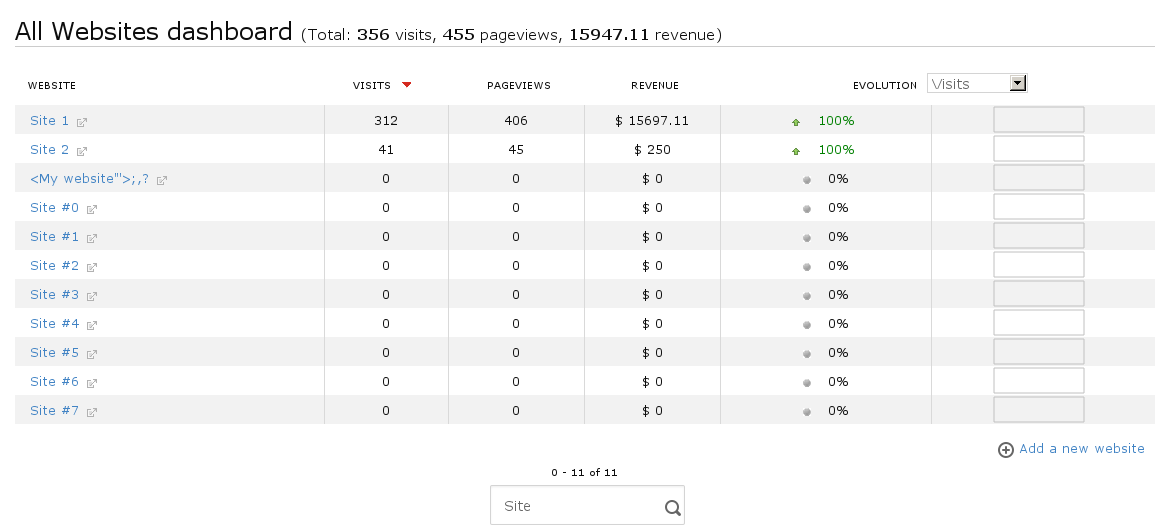 All Websites dashboard (Total: 356 visits, 455 pageviews, 15947.11 revenue)
WEBSITE VISITS PAGEVIEWS REVENUE EVOLUTION Visits
Site 1 312 406 $ 15697.11 100%
Site 2 41 45 $ 250 100%
<My website"'>;,? 0 0 $ 0 0%
Site #0 0 0 $ 0 0%
Site #1 0 0 $ 0 0%
Site #2 0 0 $ 0 0%
Site #3 0 0 $ 0 0%
Site #4 0 0 $ 0 0%
Site #5 0 0 $ 0 0%
Site #6 0 0 $ 0 0%
Site #7 0 0 $ 0 0%
Add a new website
0 - 11 of 11
Site